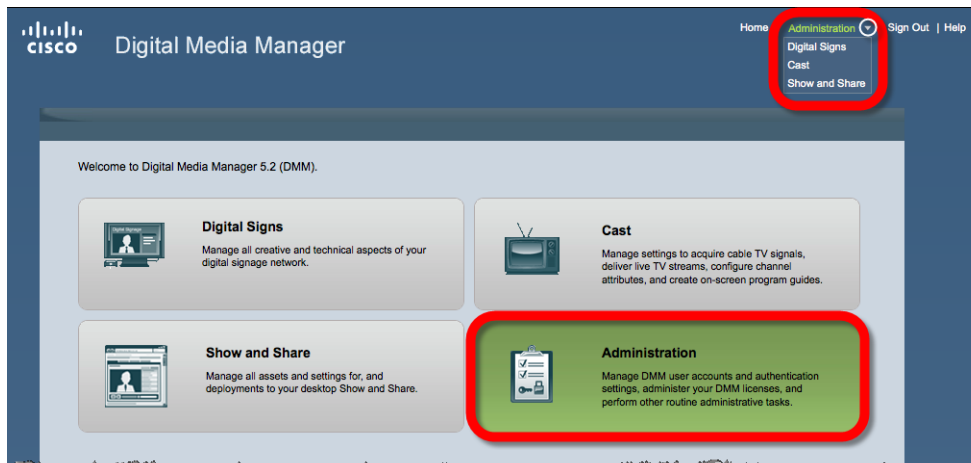 Home Administration Sign Out | Help
CISCO Digital Media Manager
Digital Signs
Cast
Show and Share
Welcome to Digital Media Manager 5.2 (DMM).
Digital Signs
Manage all creative and technical aspects of your
digital signage network.
Cast
Manage settings to acquire cable TV signals,
deliver live TV streams, configure channel
attributes, and create on-screen program guides.
Show and Share
Manage all assets and settings for, and
deployments to your desktop Show and Share.
Administration
Manage DMM user accounts and authentication
settings, administer your DMM licenses, and
perform other routine administrative tasks.